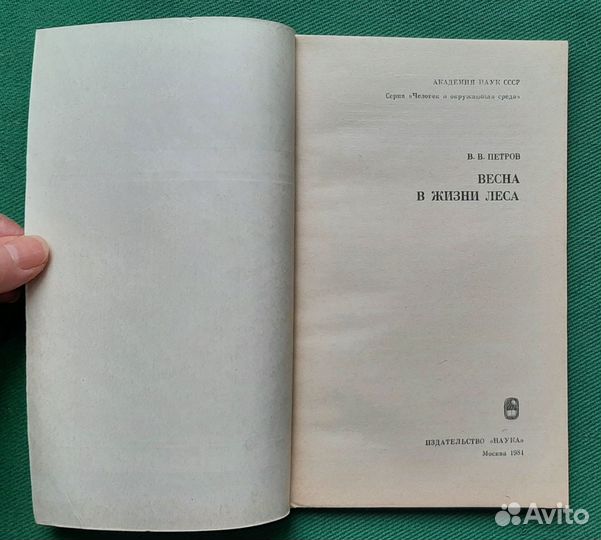 АКАДЕМИЯ НАУК СССР
Серия «Человек и окружающая среда»
В. В. ПЕТРОВ
ВЕСНА
В ЖИЗНИ ЛЕСА
ИЗДАТЕЛЬСТВО «НАУКА»
Москва 1981
Avito